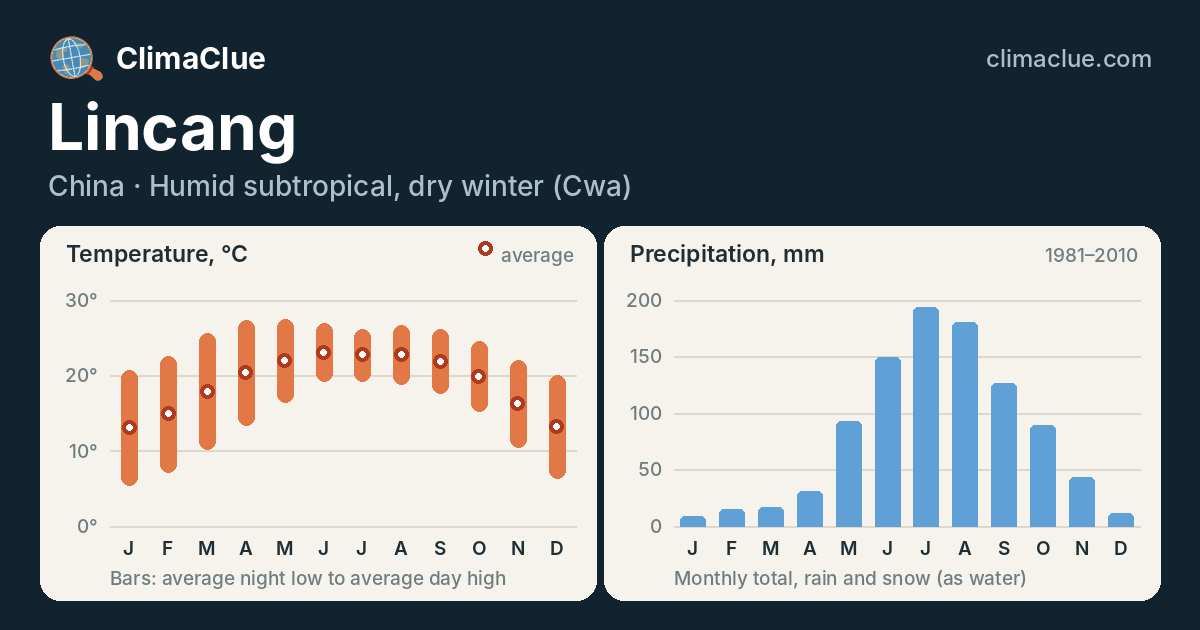 ClimaClue
climaclue.com
Lincang
China · Humid subtropical, dry winter (Cwa)
Temperature, °C
average
30°
20°
10°
0°
J F M A M J J A S O N D
Bars: average night low to average day high
Precipitation, mm
1981–2010
200
150
100
50
0
J F M A M J J A S O N D
Monthly total, rain and snow (as water)